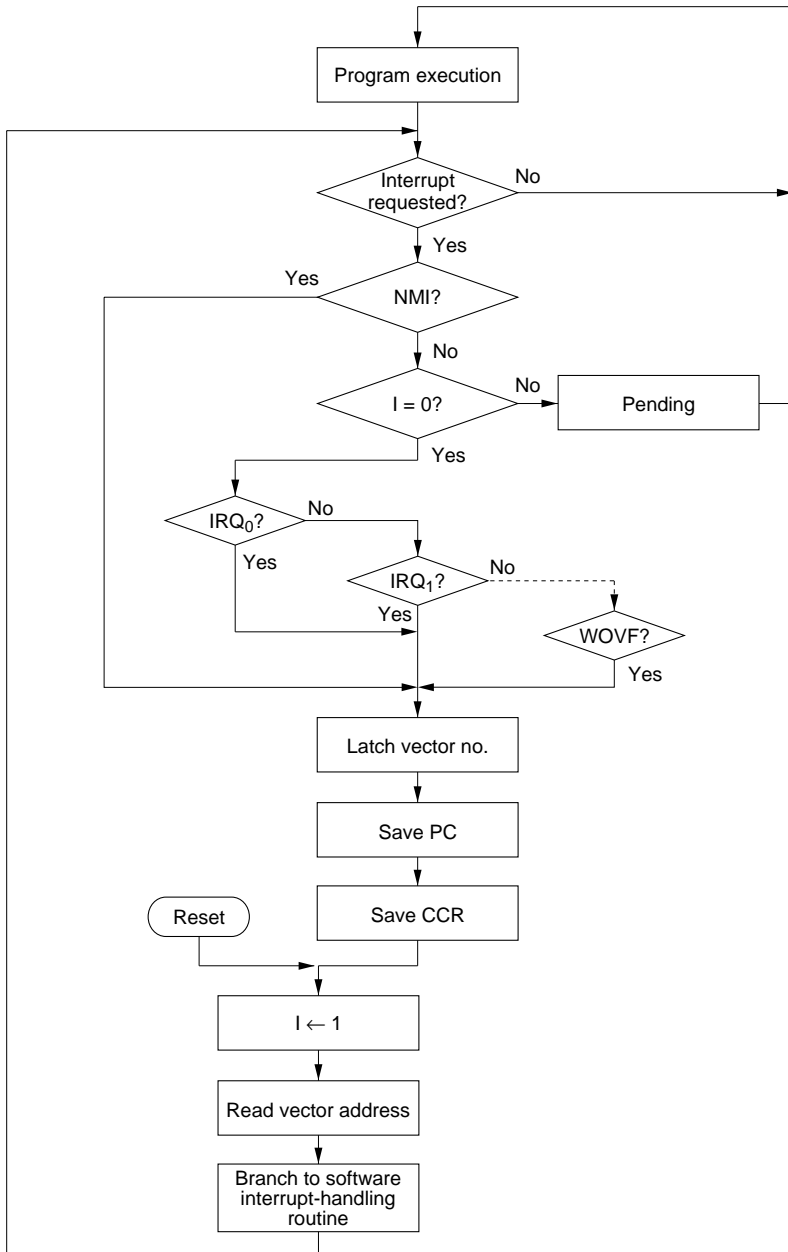 Program execution
Interrupt
requested?
No
Yes
Yes
NMI?
No
I = 0?
No
Pending
Yes
IRQ₀?
No
Yes
IRQ₁?
No
Yes
WOVF?
Yes
Latch vector no.
Save PC
Save CCR
Reset
I ← 1
Read vector address
Branch to software
interrupt-handling
routine